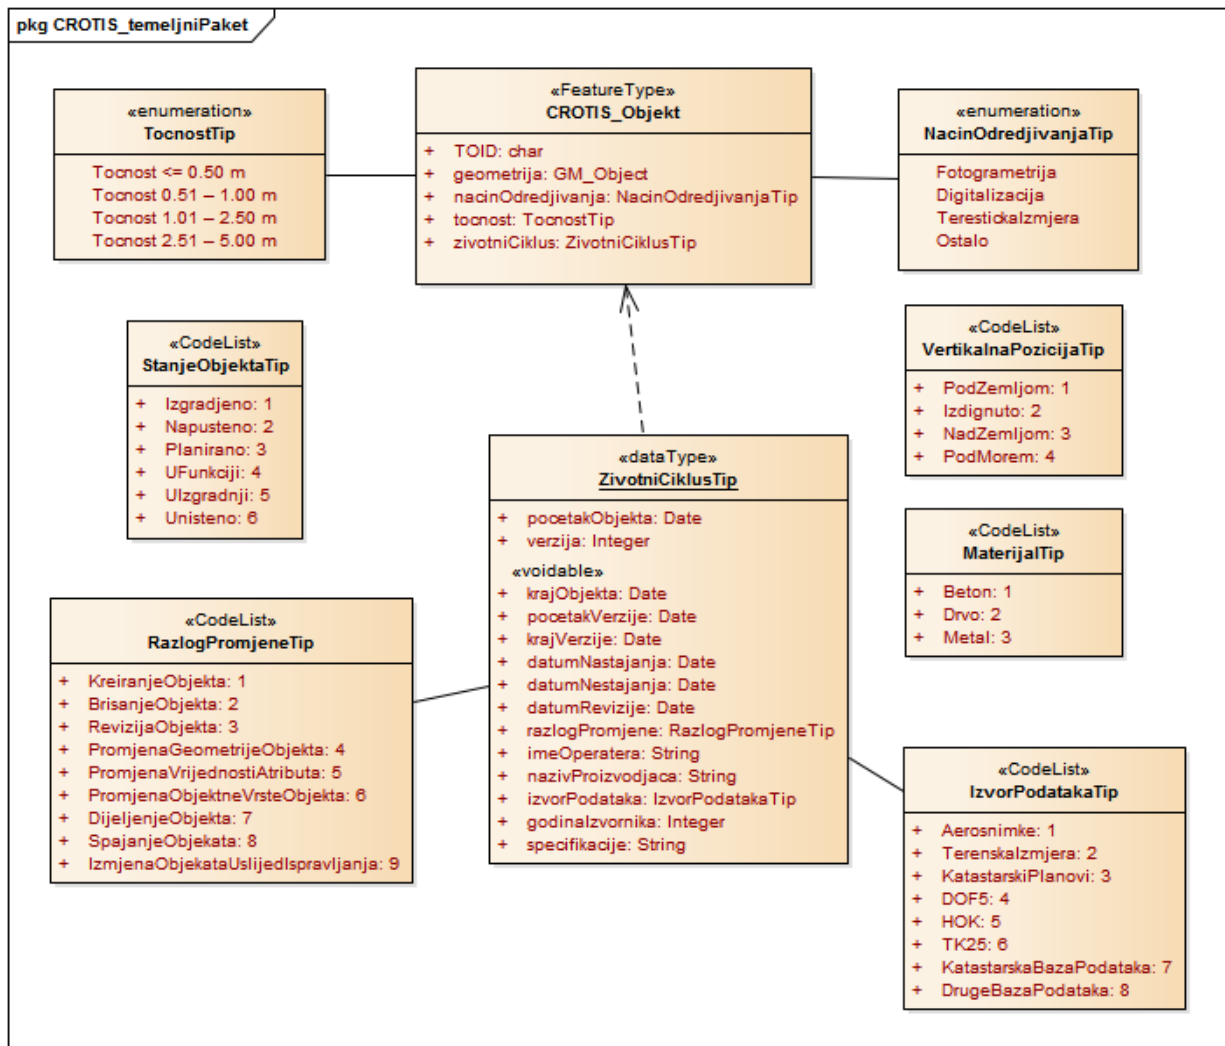 pkg CROTIS_temeljniPaket
«enumeration»
TocnostTip
Tocnost <= 0.50 m
Tocnost 0.51 – 1.00 m
Tocnost 1.01 – 2.50 m
Tocnost 2.51 – 5.00 m
«FeatureType»
CROTIS_Objekt
+ TOID: char
+ geometrija: GM_Object
+ nacinOdredjivanja: NacinOdredjivanjaTip
+ tocnost: TocnostTip
+ zivotniCiklus: ZivotniCiklusTip
«enumeration»
NacinOdredjivanjaTip
Fotogrametrija
Digitalizacija
TerestickaIzmjera
Ostalo
«CodeList»
StanjeObjektaTip
+ Izgradjeno: 1
+ Napusteno: 2
+ Planirano: 3
+ UFunkciji: 4
+ UIzgradnji: 5
+ Unisteno: 6
«CodeList»
VertikalnaPozicijaTip
+ PodZemljom: 1
+ Izdignuto: 2
+ NadZemljom: 3
+ PodMorem: 4
«dataType»
ZivotniCiklusTip
+ pocetakObjekta: Date
+ verzija: Integer
«voidable»
+ krajObjekta: Date
+ pocetakVerzije: Date
+ krajVerzije: Date
+ datumNastajanja: Date
+ datumNestajanja: Date
+ datumRevizije: Date
+ razlogPromjene: RazlogPromjeneTip
+ imeOperatera: String
+ nazivProizvodjaca: String
+ izvorPodataka: IzvorPodatakaTip
+ godinaIzvornika: Integer
+ specifikacije: String
«CodeList»
MaterijalTip
+ Beton: 1
+ Drvo: 2
+ Metal: 3
«CodeList»
RazlogPromjeneTip
+ KreiranjeObjekta: 1
+ BrisanjeObjekta: 2
+ RevizijaObjekta: 3
+ PromjenaGeometrijeObjekta: 4
+ PromjenaVrijednostiAtributa: 5
+ PromjenaObjektneVrsteObjekta: 6
+ DijeljenjeObjekta: 7
+ SpajanjeObjekata: 8
+ IzmjenaObjekataUslijedIspravljanja: 9
«CodeList»
IzvorPodatakaTip
+ Aerosnimke: 1
+ TerenskaIzmjera: 2
+ KatastarskiPlanovi: 3
+ DOF5: 4
+ HOK: 5
+ TK25: 6
+ KatastarskaBazaPodataka: 7
+ DrugeBazaPodataka: 8